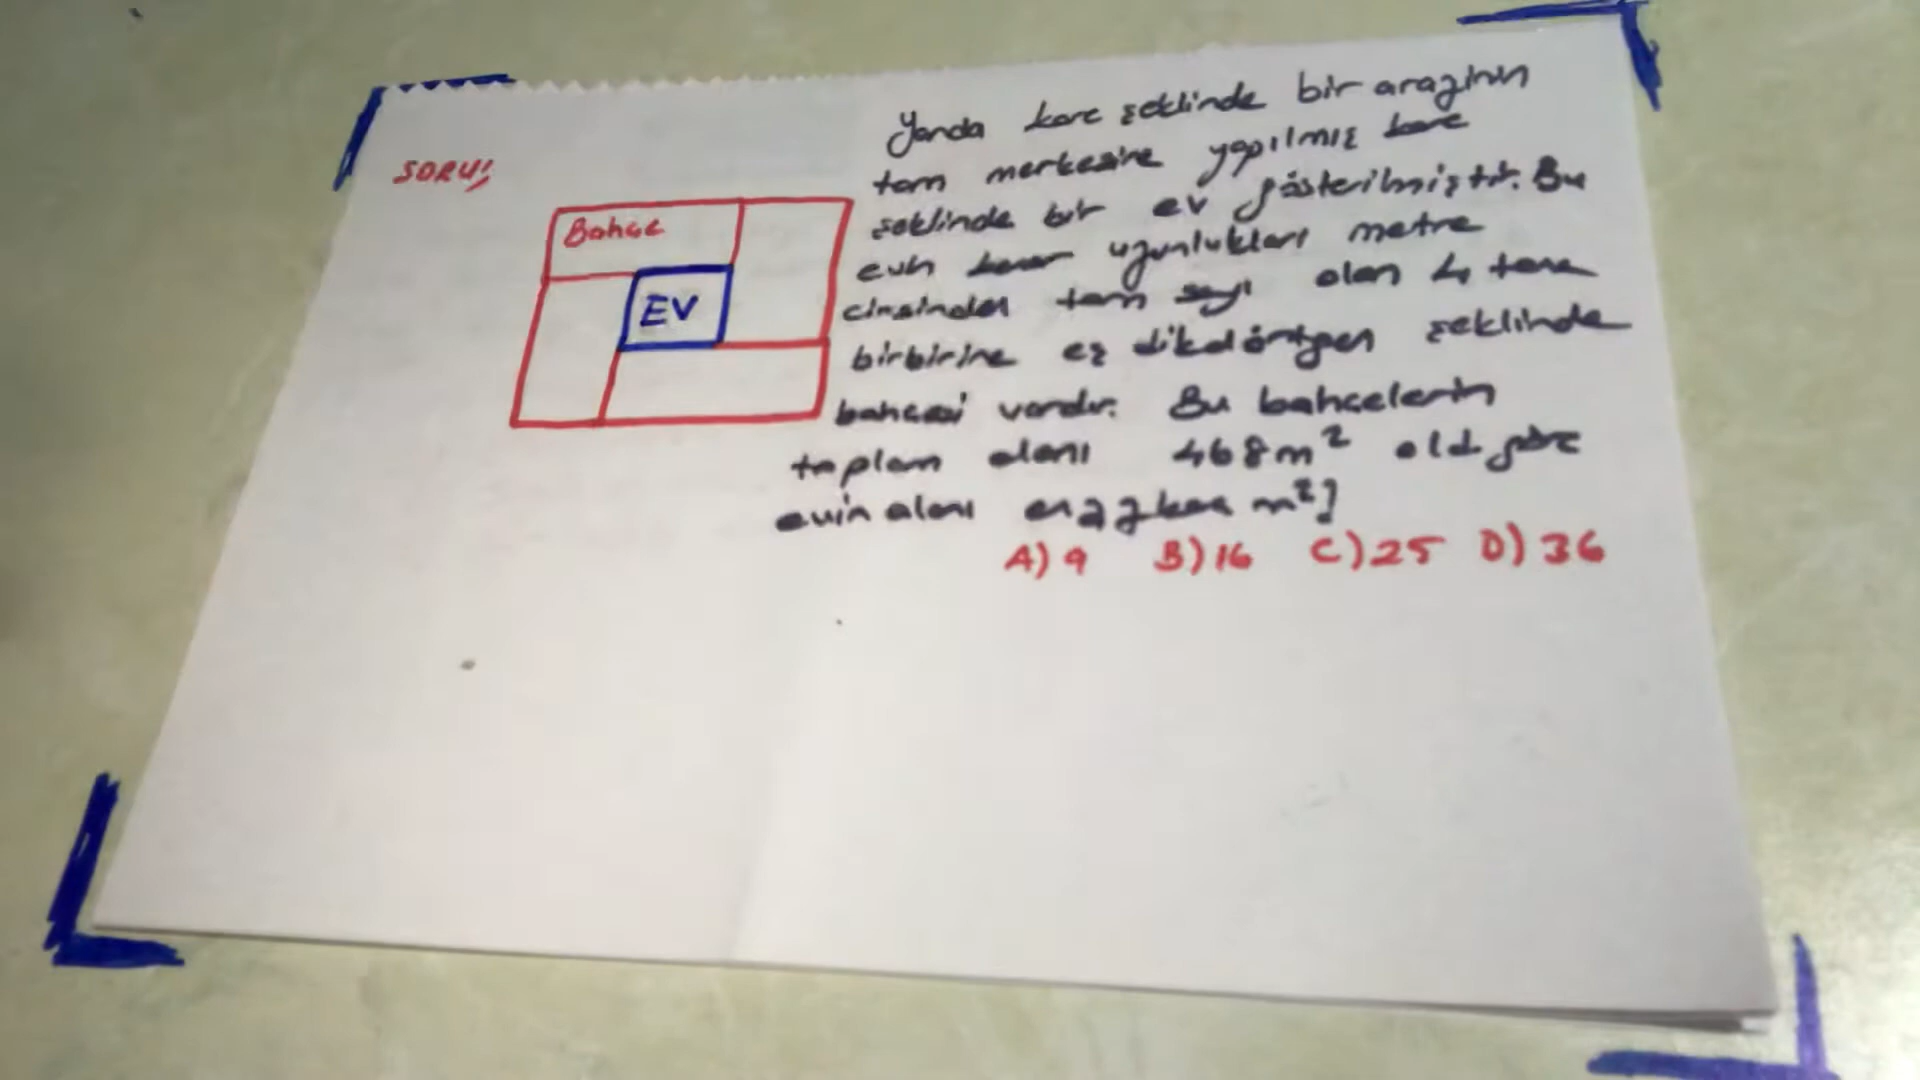 SORU!
Bahçe
EV
Yanda kare şeklinde bir arazinin
tam merkezine yapılmış kare
şeklinde bir ev gösterilmiştir. Bu
evin kenar uzunlukları metre
cinsinden tam sayı olan 4 tane
birbirine eş dikdörtgen şeklinde
bahçesi vardır. Bu bahçelerin
toplam alanı 468 m² old. göre
evin alanı en az kaç m²?
A) 9 B) 16 C) 25 D) 36